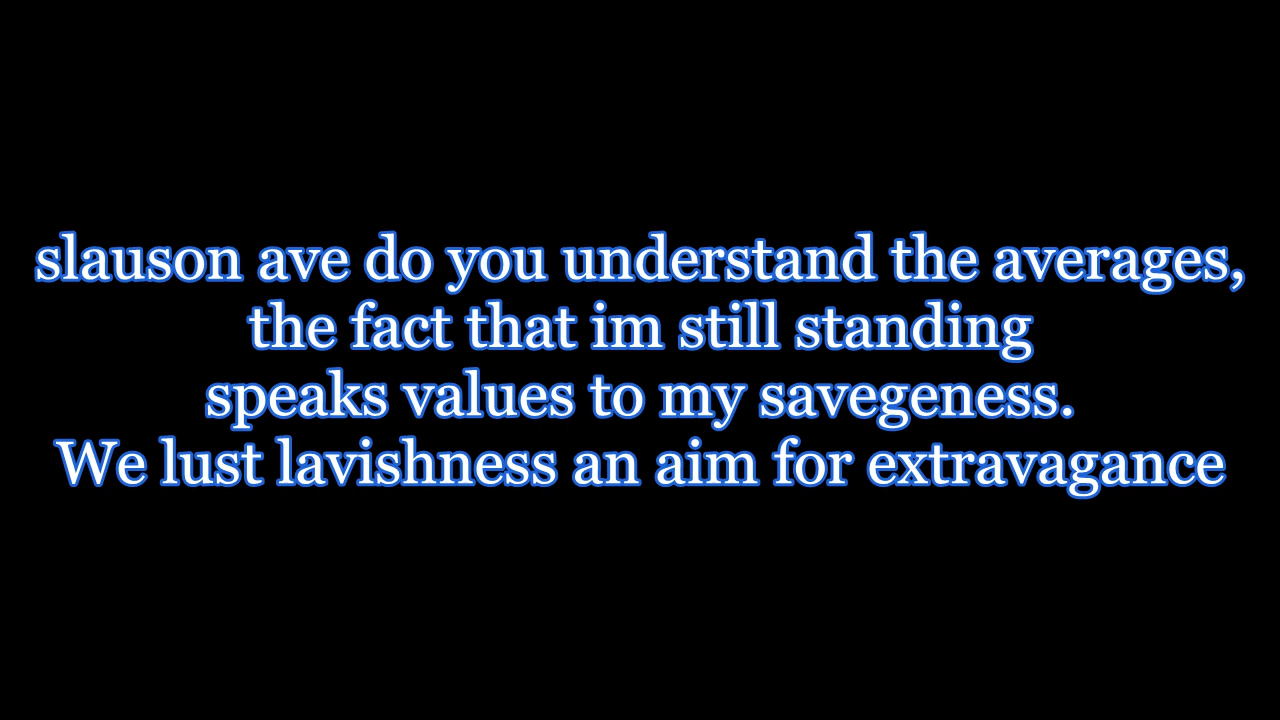 slauson ave do you understand the averages,
the fact that im still standing
speaks values to my savegeness.
We lust lavishness an aim for extravagance